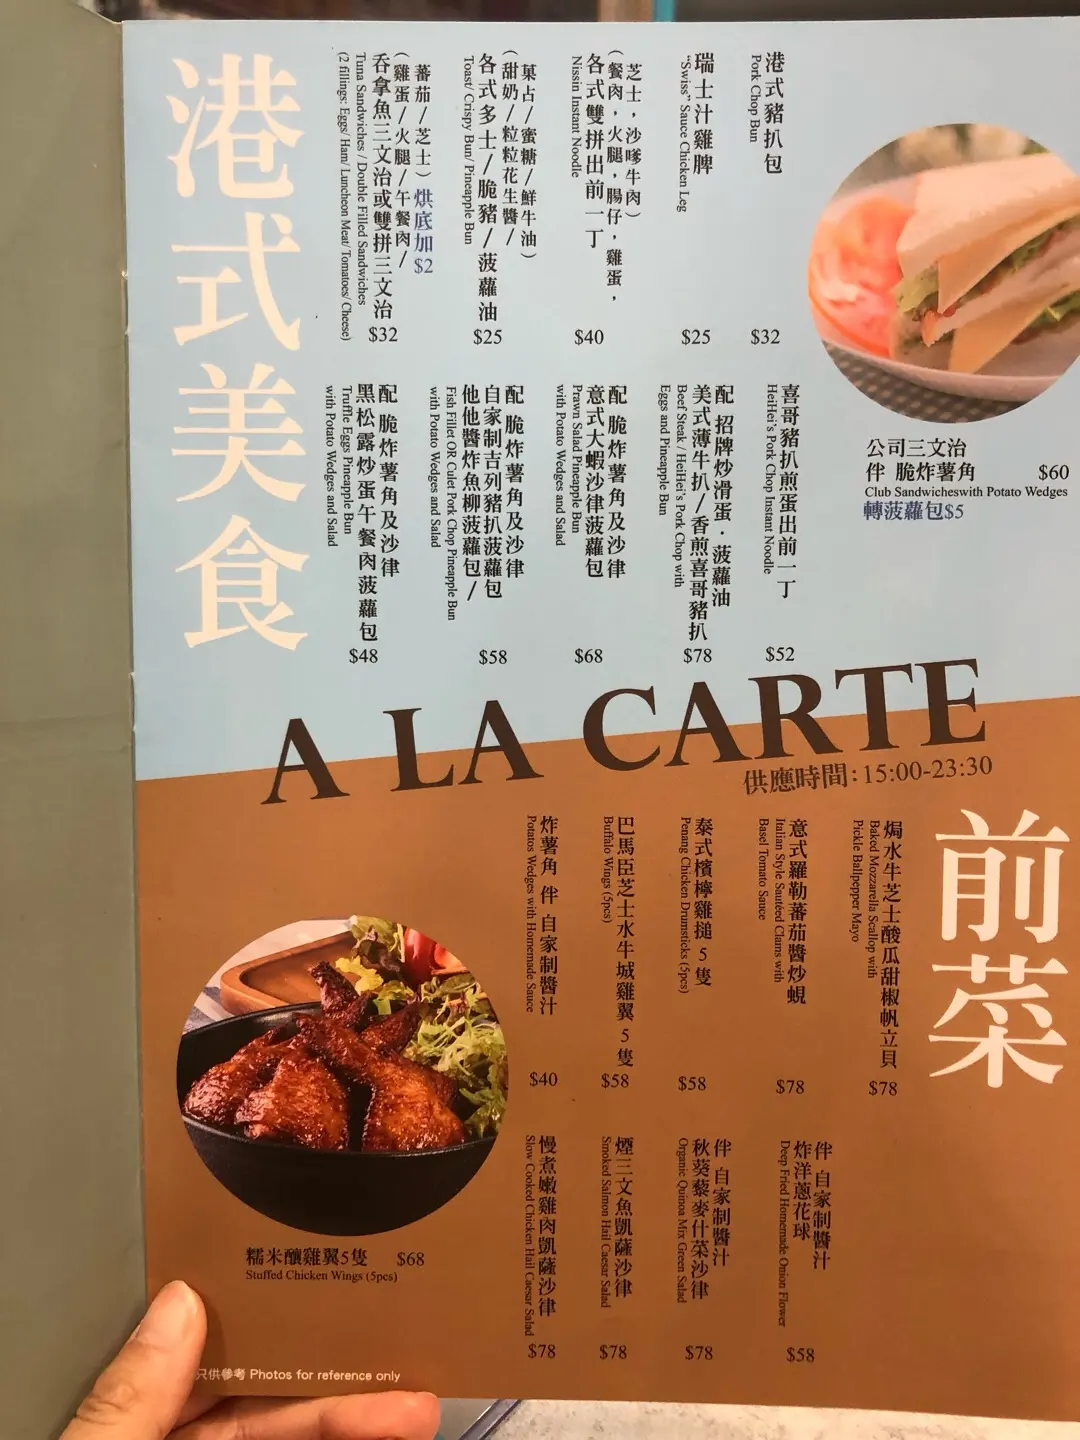 港式美食
港式豬扒包
Pork Chop Bun
$32
瑞士汁雞脾
"Swiss" Sauce Chicken Leg
$25
芝士，沙嗲牛肉）
（餐肉，火腿，腸仔，雞蛋，
各式雙拼出前一丁
Nissin Instant Noodle
$40
菓占/蜜糖/鮮牛油）
（甜奶/粒粒花生醬/
各式多士/脆豬/菠蘿油
Toast/ Crispy Bun/ Pineapple Bun
$25
蕃茄/芝士）烘底加$2
（雞蛋/火腿/午餐肉/
吞拿魚三文治或雙拼三文治
Tuna Sandwiches / Double Filled Sandwiches
(2 fillings: Eggs/ Ham/ Luncheon Meat/ Tomatoes/ Cheese)
$32
喜哥豬扒煎蛋出前一丁
HeiHei's Pork Chop Instant Noodle
$52
配 招牌炒滑蛋．菠蘿油
美式薄牛扒/香煎喜哥豬扒
Beef Steak / HeiHei's Pork Chop with
Eggs and Pineapple Bun
$78
配 脆炸薯角及沙律
意式大蝦沙律菠蘿包
Prawn Salad Pineapple Bun
with Potato Wedges and Salad
$68
配 脆炸薯角及沙律
自家制吉列豬扒菠蘿包
他他醬炸魚柳菠蘿包/
Fish Fillet OR Culet Pork Chop Pineapple Bun
with Potato Wedges and Salad
$58
配 脆炸薯角及沙律
黑松露炒蛋午餐肉菠蘿包
Truffle Eggs Pineapple Bun
with Potato Wedges and Salad
$48
公司三文治
伴 脆炸薯角 $60
Club Sandwicheswith Potato Wedges
轉菠蘿包$5
A LA CARTE
供應時間：15:00-23:30
前菜
焗水牛芝士酸瓜甜椒帆立貝
Baked Mozzarella Scallop with
Pickle Ballpepper Mayo
$78
意式羅勒蕃茄醬炒蜆
Italian Style Sautéed Clams with
Basel Tomato Sauce
$78
泰式檳檸雞搥 5 隻
Penang Chicken Drumsticks (5pcs)
$58
巴馬臣芝士水牛城雞翼 5 隻
Buffalo Wings (5pcs)
$58
炸薯角 伴 自家制醬汁
Potatos Wedges with Homemade Sauce
$40
伴 自家制醬汁
炸洋蔥花球
Deep Fried Homemade Onion Flower
$58
伴 自家制醬汁
秋葵藜麥什菜沙律
Organic Quinoa Mix Green Salad
$78
煙三文魚凱薩沙律
Smoked Salmon Hail Caesar Salad
$78
慢煮嫩雞肉凱薩沙律
Slow Cooked Chicken Hail Caesar Salad
$78
糯米釀雞翼5隻 $68
Stuffed Chicken Wings (5pcs)
只供參考 Photos for reference only